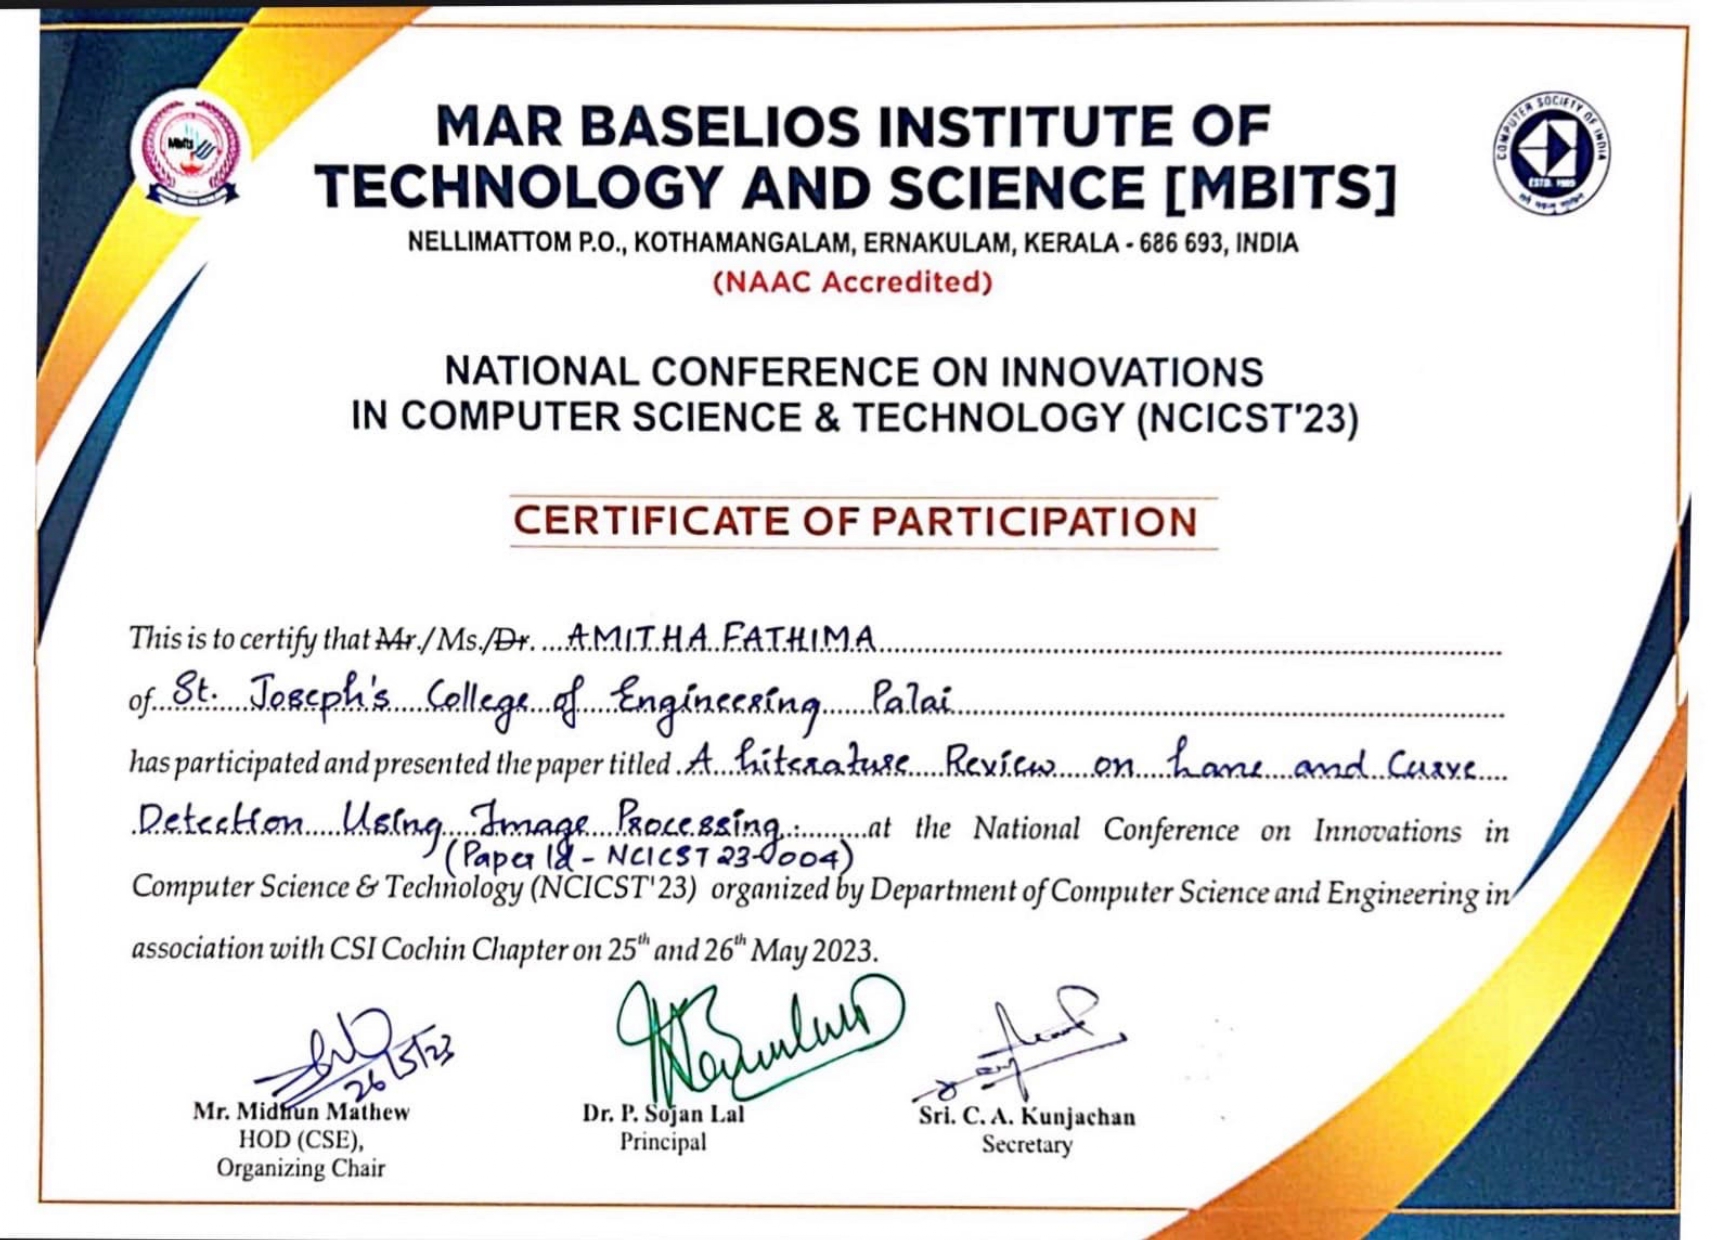 MAR BASELIOS INSTITUTE OF
TECHNOLOGY AND SCIENCE [MBITS]
NELLIMATTOM P.O., KOTHAMANGALAM, ERNAKULAM, KERALA - 686 693, INDIA
(NAAC Accredited)
Mbits
COMPUTER SOCIETY OF INDIA
ESTD. 1965
NATIONAL CONFERENCE ON INNOVATIONS
IN COMPUTER SCIENCE & TECHNOLOGY (NCICST'23)
CERTIFICATE OF PARTICIPATION
This is to certify that Mr./Ms./Dr. AMITHA FATHIMA
of St. Joseph's College of Engineering Palai
has participated and presented the paper titled A Literature Review on Lane and Curve
Detection Using Image Processing at the National Conference on Innovations in
(Paper Id - NCICST23-0004)
Computer Science & Technology (NCICST'23) organized by Department of Computer Science and Engineering in
association with CSI Cochin Chapter on 25th and 26th May 2023.
26/5/23
Mr. Midhun Mathew
HOD (CSE),
Organizing Chair
Dr. P. Sojan Lal
Principal
Sri. C. A. Kunjachan
Secretary